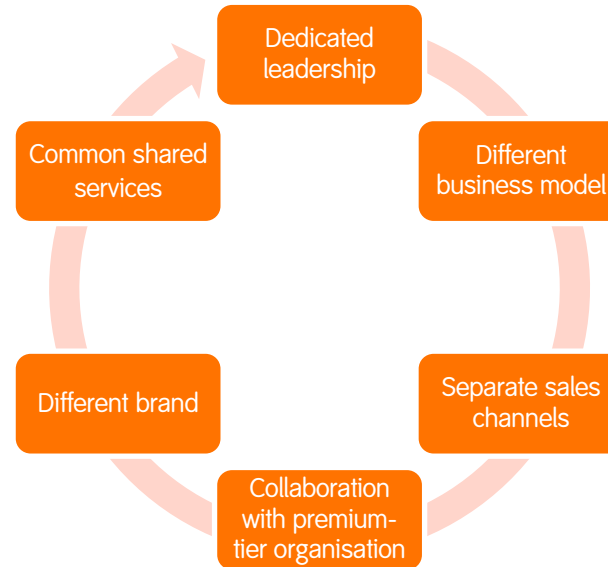 Dedicated
leadership
Different
business model
Separate sales
channels
Collaboration
with premium-
tier organisation
Different brand
Common shared
services